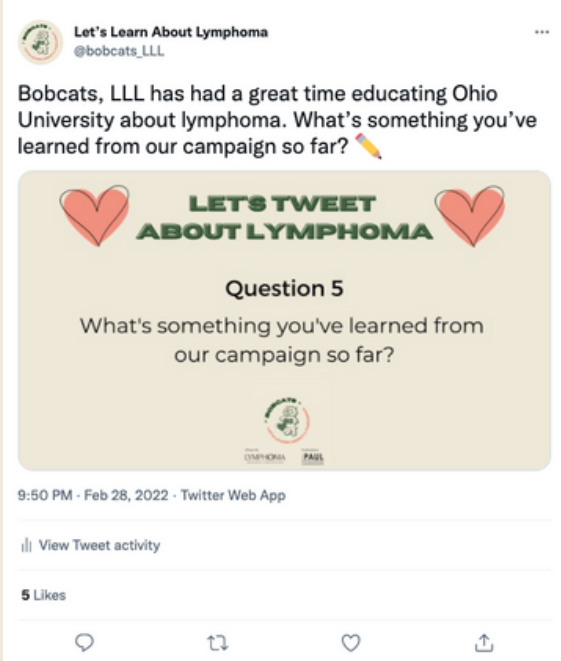 Let's Learn About Lymphoma
@bobcats_LLL
Bobcats, LLL has had a great time educating Ohio
University about lymphoma. What's something you've
learned from our campaign so far? ✏️
LET'S TWEET
ABOUT LYMPHOMA
Question 5
What's something you've learned from
our campaign so far?
BOBCATS
LYMPHOMA
PAUL
9:50 PM · Feb 28, 2022 · Twitter Web App
View Tweet activity
5 Likes